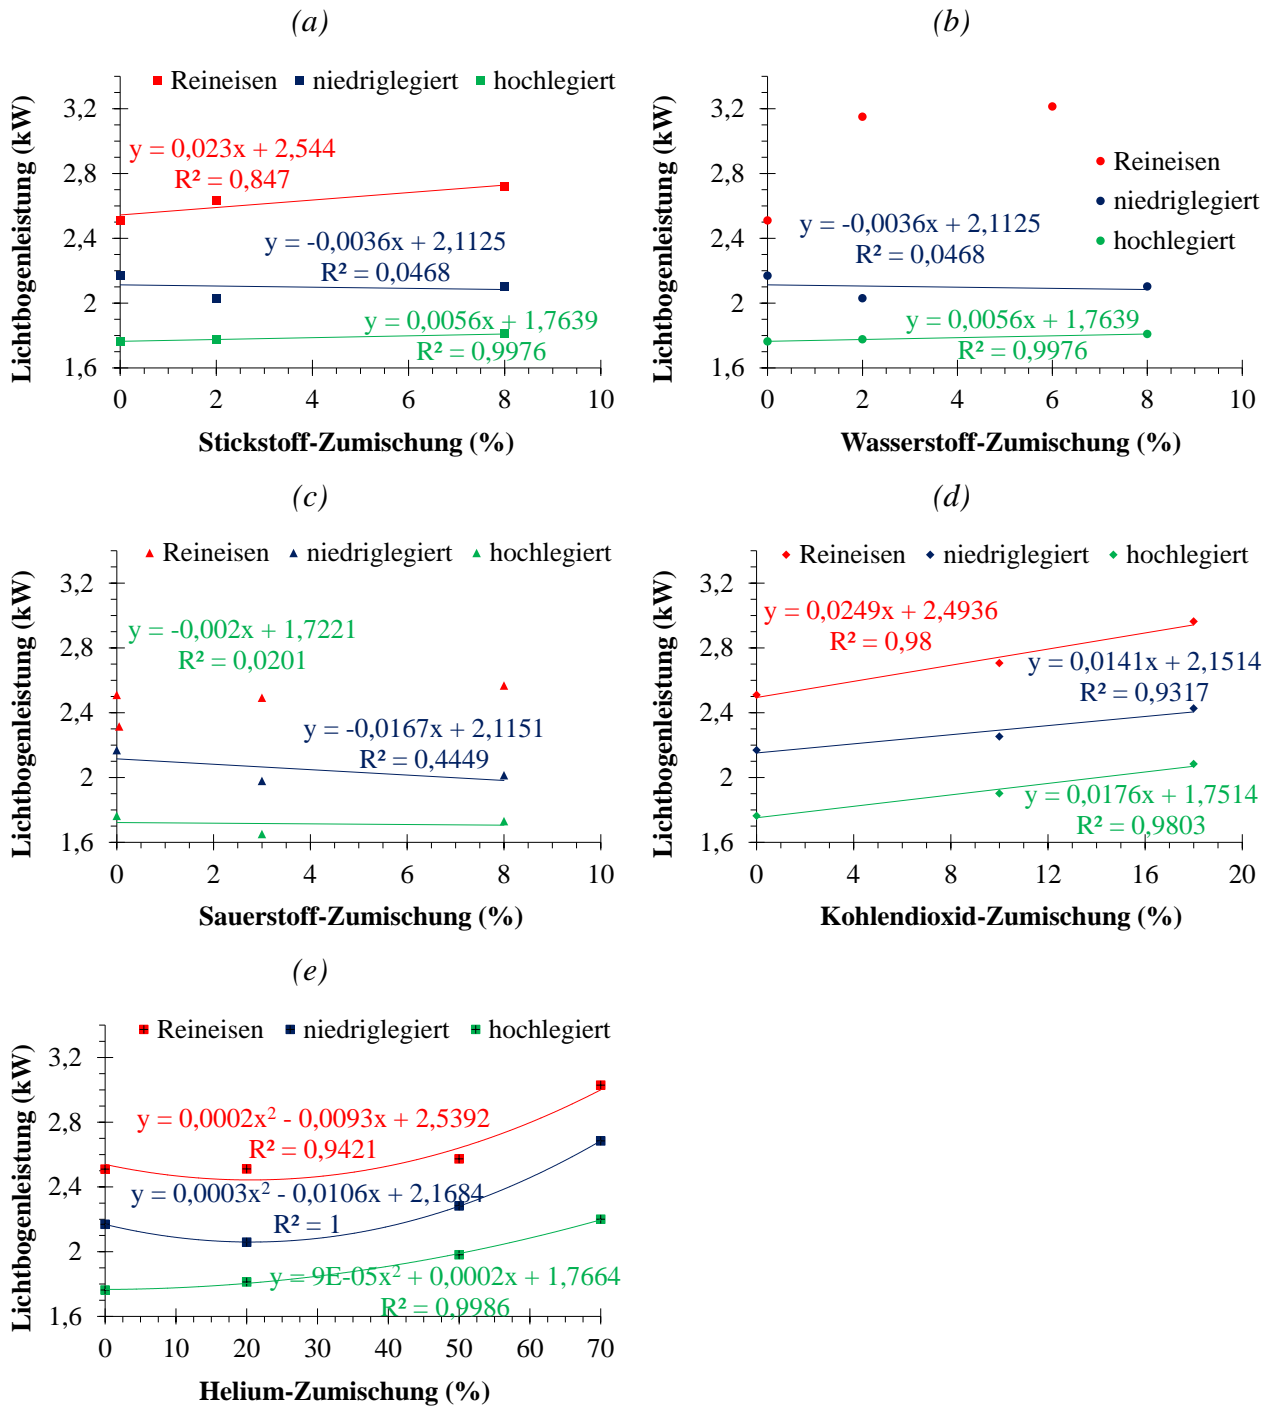 (a)
Reineisen niedriglegiert hochlegiert
Lichtbogenleistung (kW)
3,2
2,8
2,4
2
1,6
y = 0,023x + 2,544
R² = 0,847
y = -0,0036x + 2,1125
R² = 0,0468
y = 0,0056x + 1,7639
R² = 0,9976
0 2 4 6 8 10
Stickstoff-Zumischung (%)
(b)
Lichtbogenleistung (kW)
3,2
2,8
2,4
2
1,6
Reineisen
niedriglegiert
hochlegiert
y = -0,0036x + 2,1125
R² = 0,0468
y = 0,0056x + 1,7639
R² = 0,9976
0 2 4 6 8 10
Wasserstoff-Zumischung (%)
(c)
Reineisen niedriglegiert hochlegiert
Lichtbogenleistung (kW)
3,2
2,8
2,4
2
1,6
y = -0,002x + 1,7221
R² = 0,0201
y = -0,0167x + 2,1151
R² = 0,4449
0 2 4 6 8 10
Sauerstoff-Zumischung (%)
(d)
Reineisen niedriglegiert hochlegiert
Lichtbogenleistung (kW)
3,2
2,8
2,4
2
1,6
y = 0,0249x + 2,4936
R² = 0,98
y = 0,0141x + 2,1514
R² = 0,9317
y = 0,0176x + 1,7514
R² = 0,9803
0 4 8 12 16 20
Kohlendioxid-Zumischung (%)
(e)
Reineisen niedriglegiert hochlegiert
Lichtbogenleistung (kW)
3,2
2,8
2,4
2
1,6
y = 0,0002x² - 0,0093x + 2,5392
R² = 0,9421
y = 0,0003x² - 0,0106x + 2,1684
R² = 1
y = 9E-05x² + 0,0002x + 1,7664
R² = 0,9986
0 10 20 30 40 50 60 70
Helium-Zumischung (%)